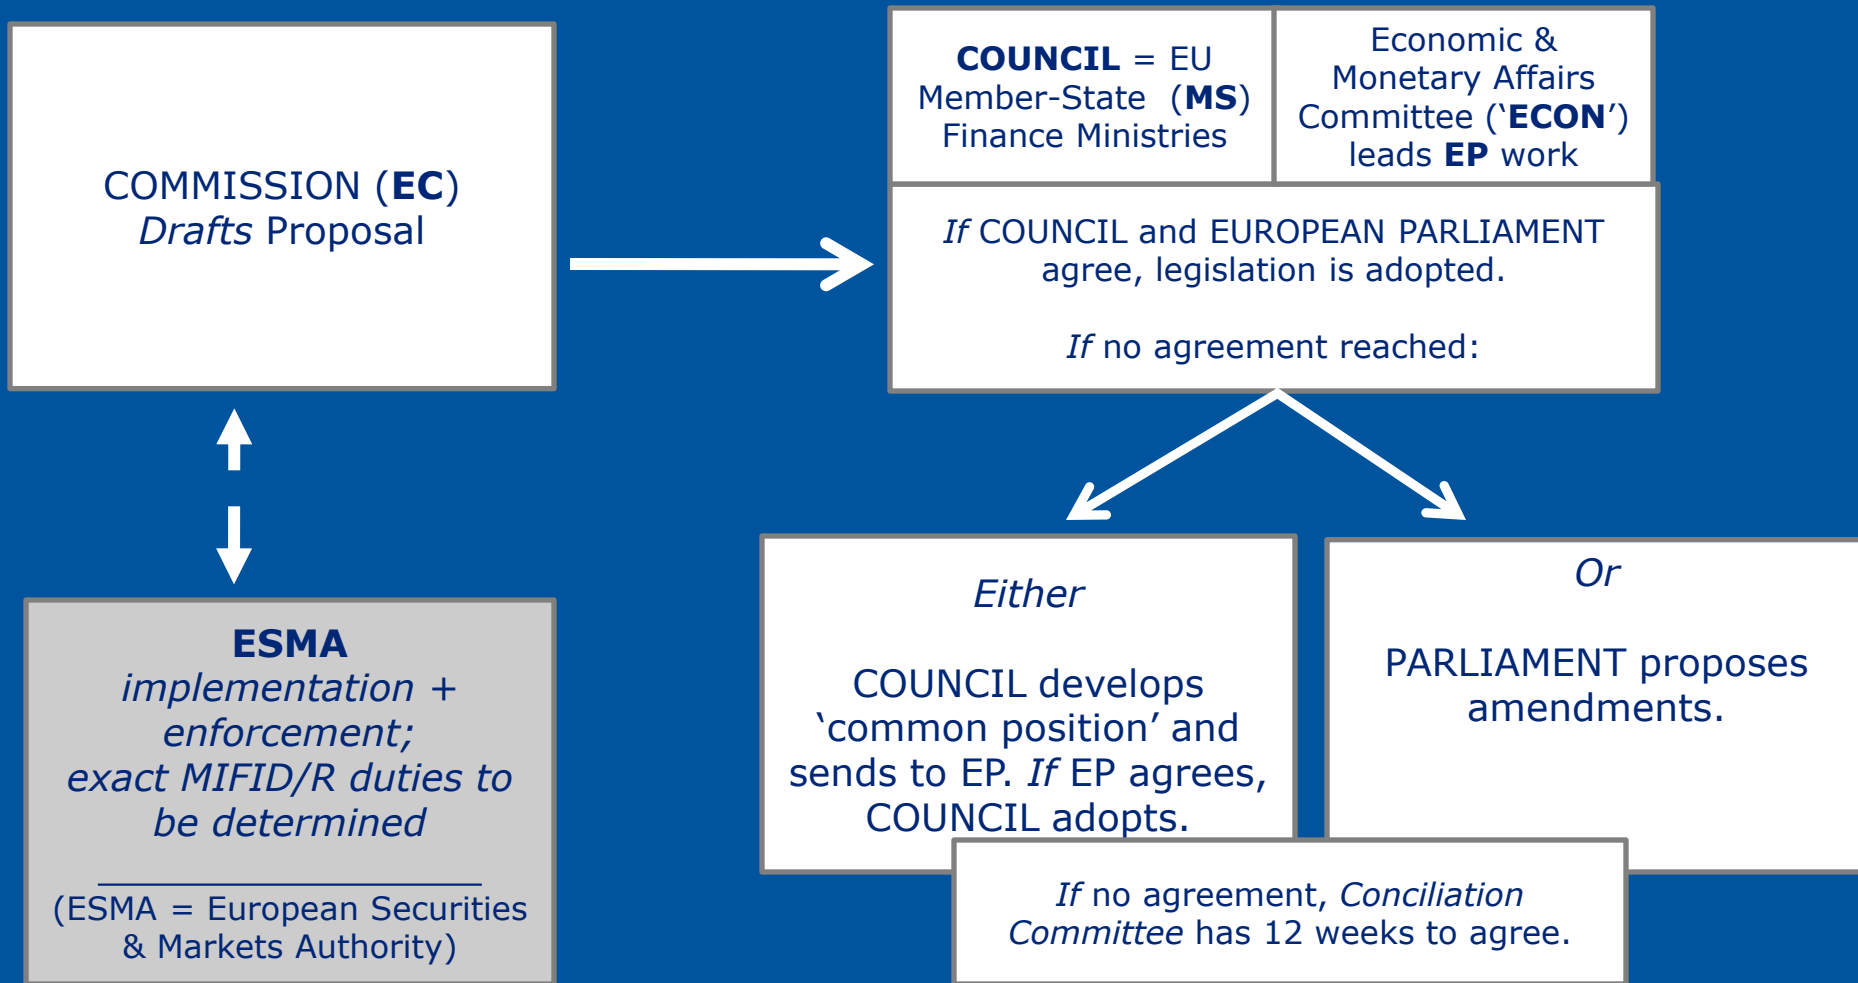 COMMISSION (EC)
Drafts Proposal
COUNCIL = EU
Member-State (MS)
Finance Ministries
Economic &
Monetary Affairs
Committee (‘ECON’)
leads EP work
If COUNCIL and EUROPEAN PARLIAMENT
agree, legislation is adopted.
If no agreement reached:
ESMA
implementation +
enforcement;
exact MIFID/R duties to
be determined
(ESMA = European Securities
& Markets Authority)
Either
COUNCIL develops
‘common position’ and
sends to EP. If EP agrees,
COUNCIL adopts.
Or
PARLIAMENT proposes
amendments.
If no agreement, Conciliation
Committee has 12 weeks to agree.